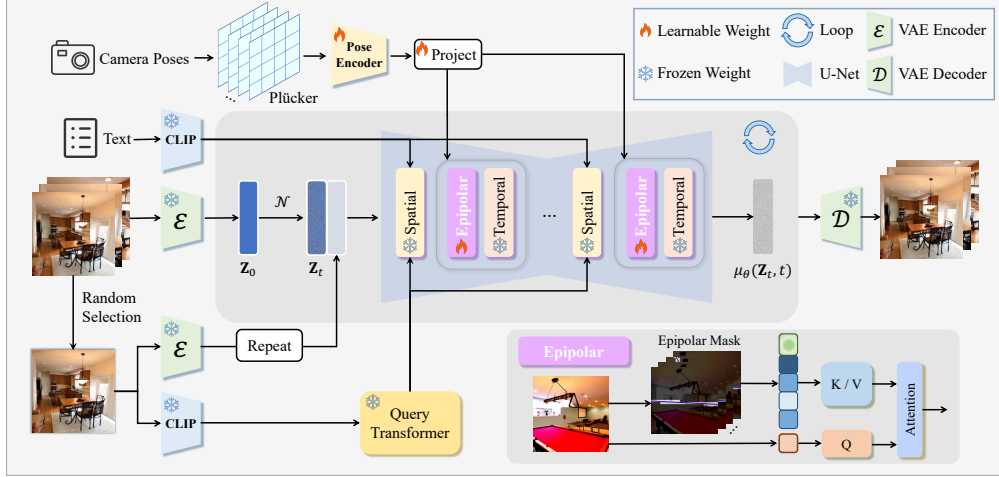 Camera Poses
Plücker
Pose
Encoder
Project
Learnable Weight
Loop
ℰ
VAE Encoder
Frozen Weight
U-Net
𝒟
VAE Decoder
Text
CLIP
ℰ
Z₀
𝒩
Zₜ
Spatial
Epipolar
Temporal
...
Spatial
Epipolar
Temporal
μθ(Zₜ, t)
𝒟
Random
Selection
ℰ
Repeat
CLIP
Query
Transformer
Epipolar
Epipolar Mask
K / V
Q
Attention